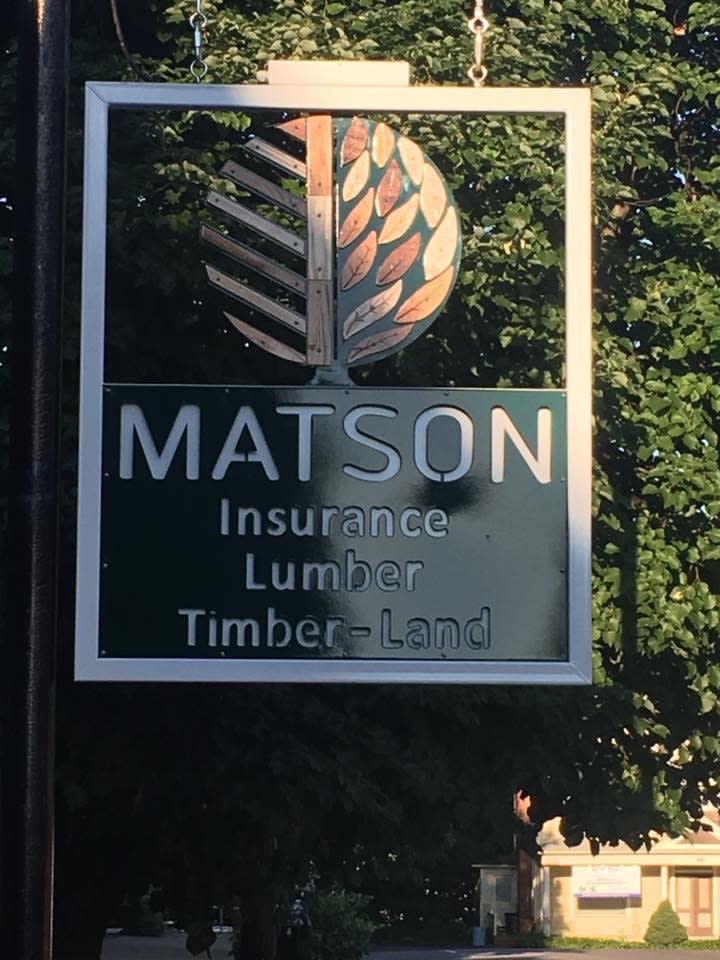 MATSON
Insurance
Lumber
Timber-Land